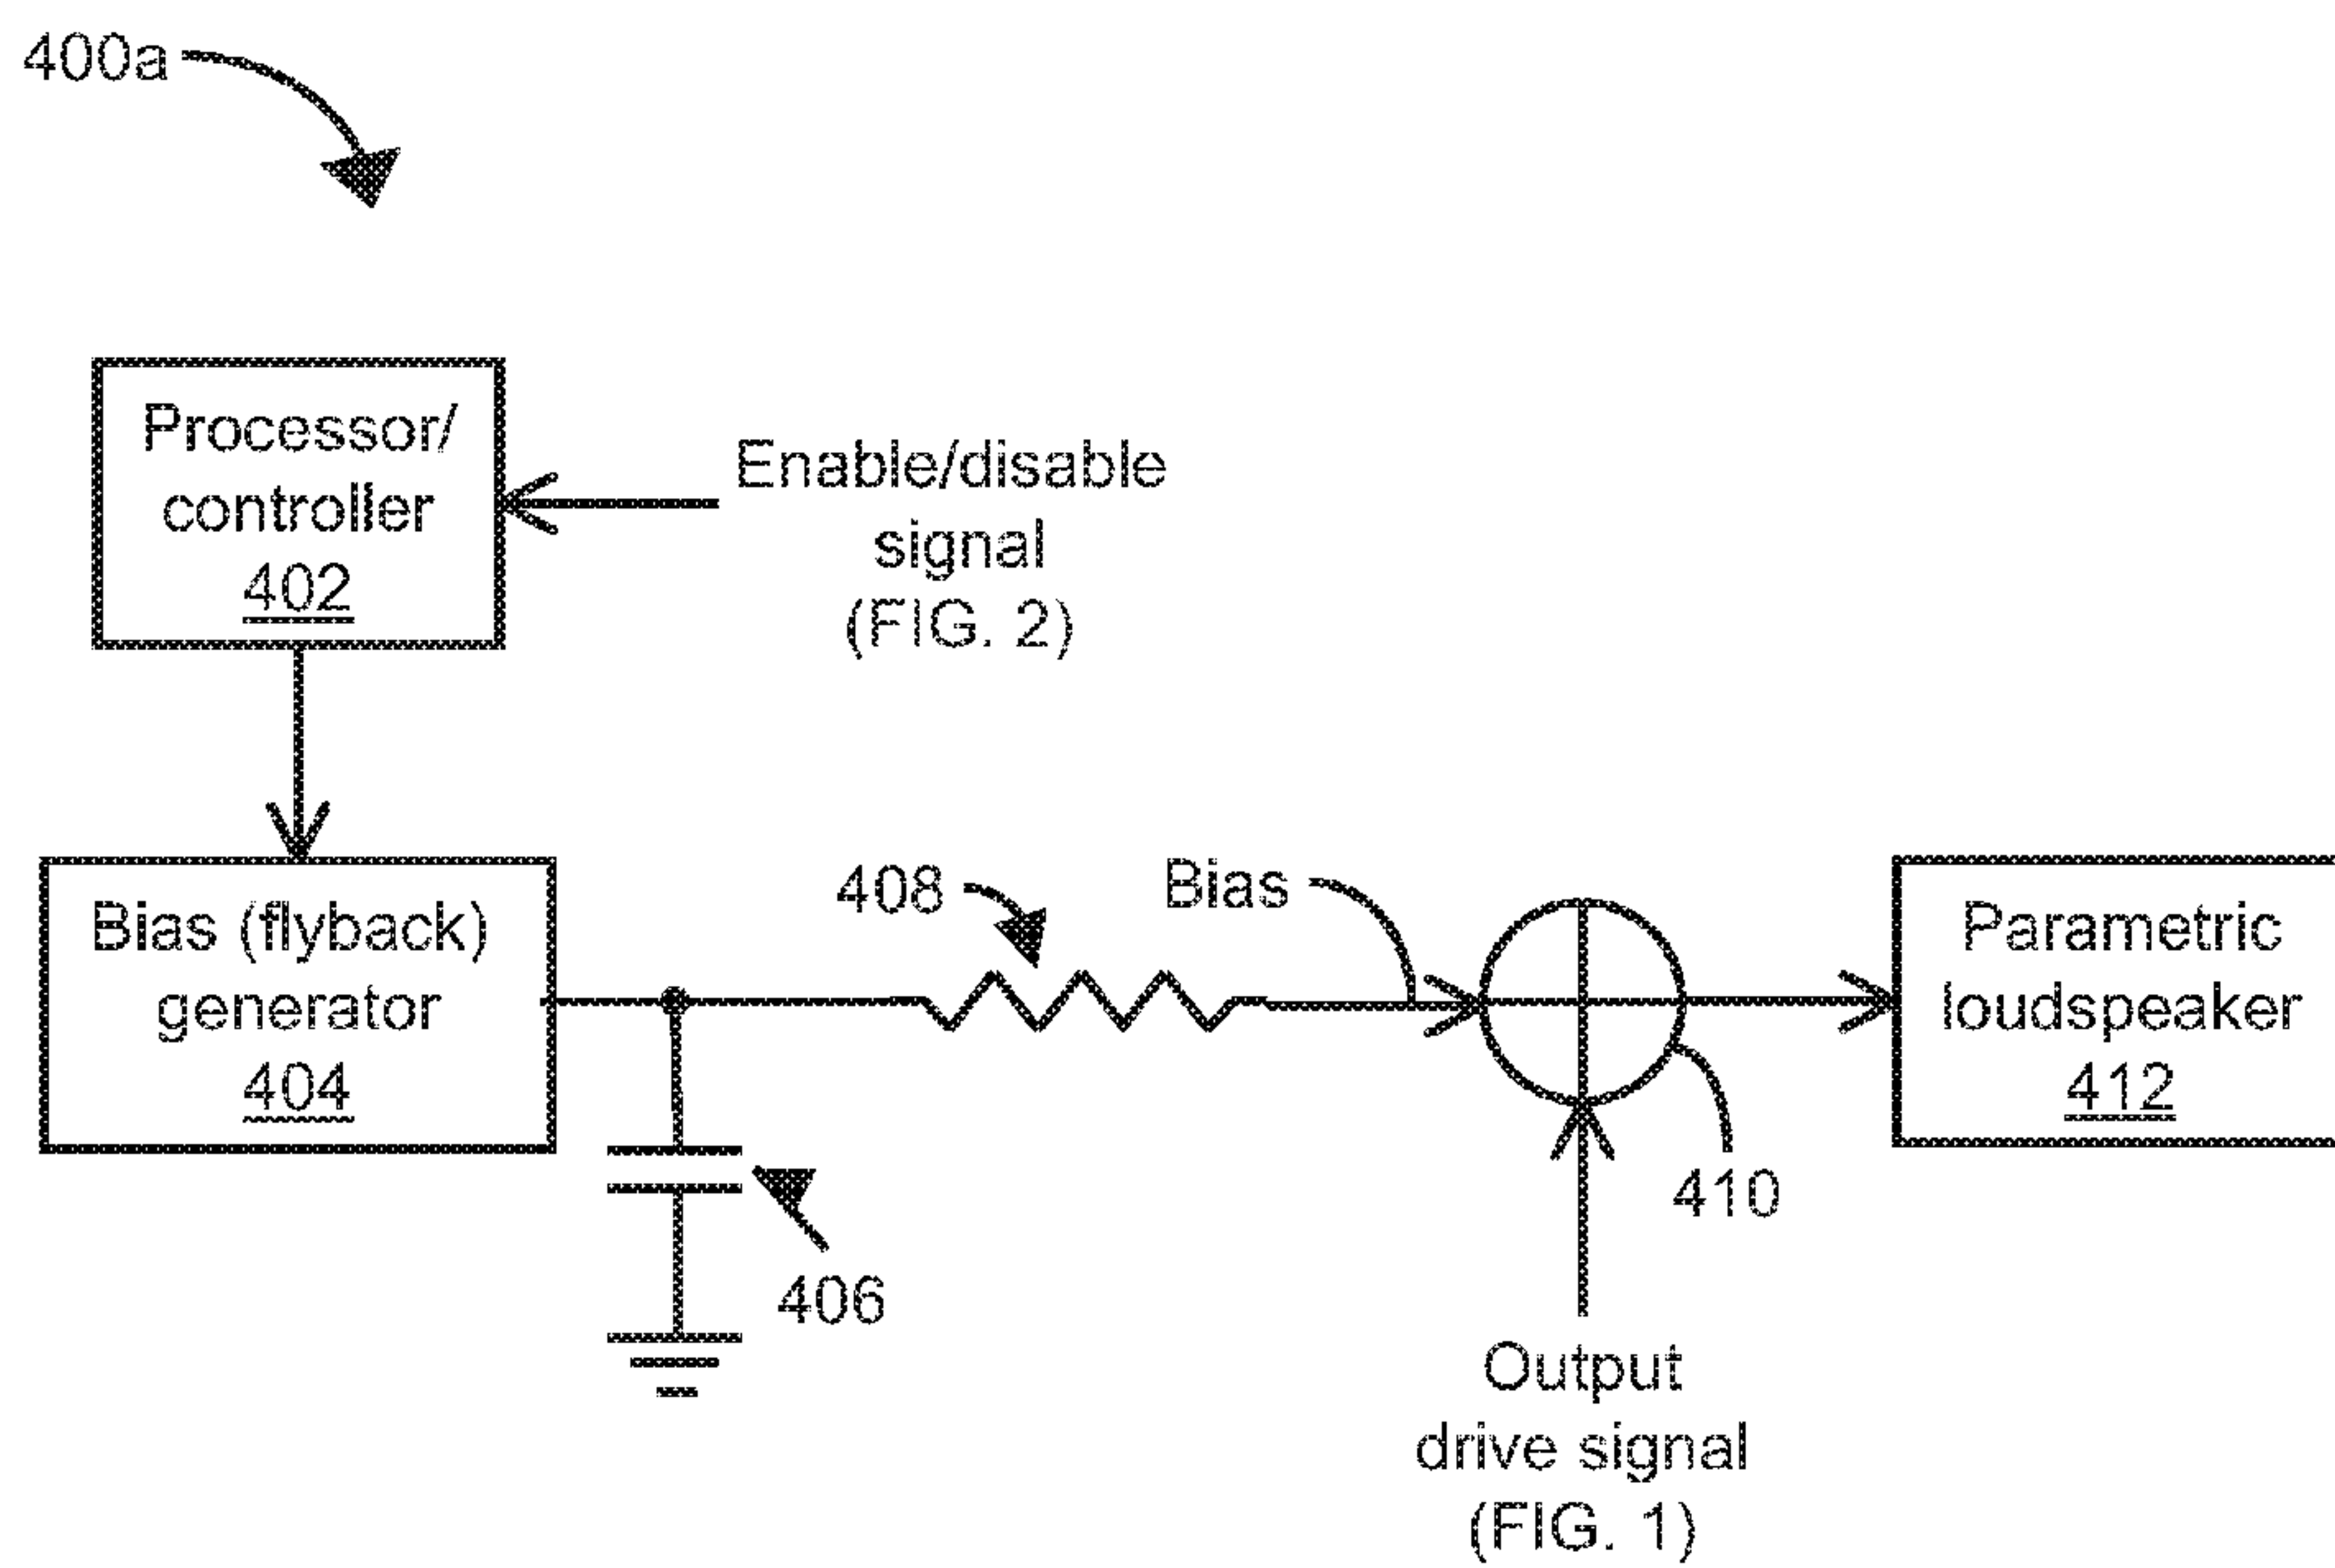 400a
Processor/
controller
402
Enable/disable
signal
(FIG. 2)
Bias (flyback)
generator
404
408
Bias
Parametric
loudspeaker
412
410
406
Output
drive signal
(FIG. 1)